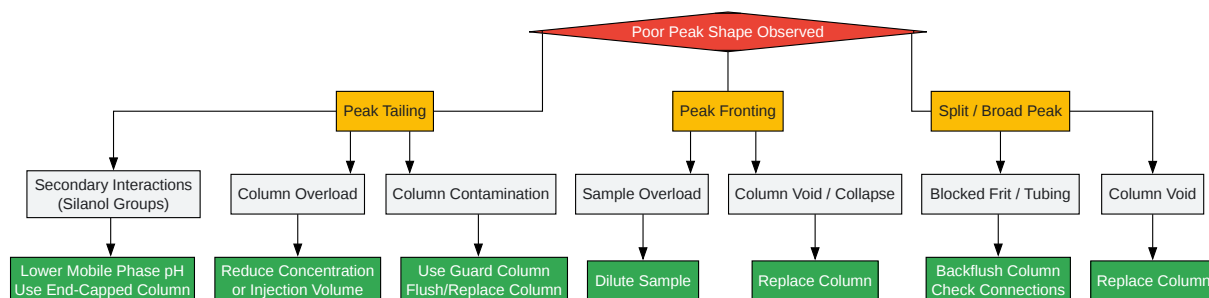 Poor Peak Shape Observed
Peak Tailing
Peak Fronting
Split / Broad Peak
Secondary Interactions
(Silanol Groups)
Column Overload
Column Contamination
Sample Overload
Column Void / Collapse
Blocked Frit / Tubing
Column Void
Lower Mobile Phase pH
Use End-Capped Column
Reduce Concentration
or Injection Volume
Use Guard Column
Flush/Replace Column
Dilute Sample
Replace Column
Backflush Column
Check Connections
Replace Column